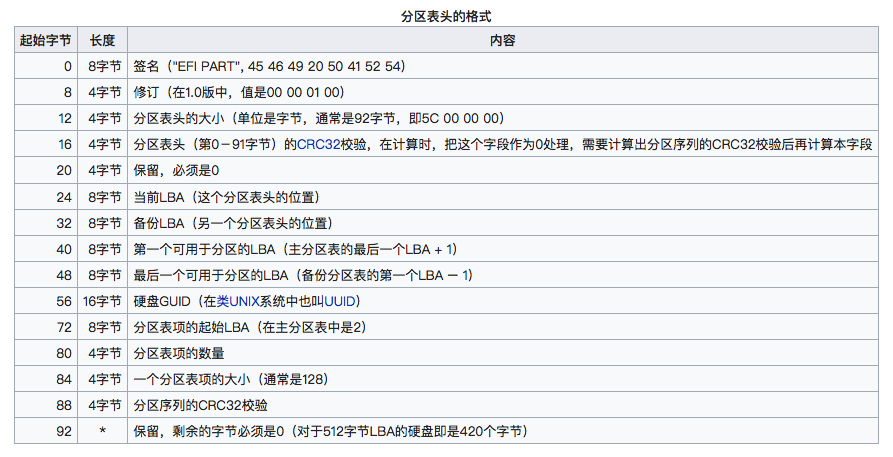 分区表头的格式
起始字节 长度 内容
0 8字节 签名（"EFI PART", 45 46 49 20 50 41 52 54）
8 4字节 修订（在1.0版中，值是00 00 01 00）
12 4字节 分区表头的大小（单位是字节，通常是92字节，即5C 00 00 00）
16 4字节 分区表头（第0－91字节）的CRC32校验，在计算时，把这个字段作为0处理，需要计算出分区序列的CRC32校验后再计算本字段
20 4字节 保留，必须是0
24 8字节 当前LBA（这个分区表头的位置）
32 8字节 备份LBA（另一个分区表头的位置）
40 8字节 第一个可用于分区的LBA（主分区表的最后一个LBA + 1）
48 8字节 最后一个可用于分区的LBA（备份分区表的第一个LBA － 1）
56 16字节 硬盘GUID（在类UNIX系统中也叫UUID）
72 8字节 分区表项的起始LBA（在主分区表中是2）
80 4字节 分区表项的数量
84 4字节 一个分区表项的大小（通常是128）
88 4字节 分区序列的CRC32校验
92 * 保留，剩余的字节必须是0（对于512字节LBA的硬盘即是420个字节）